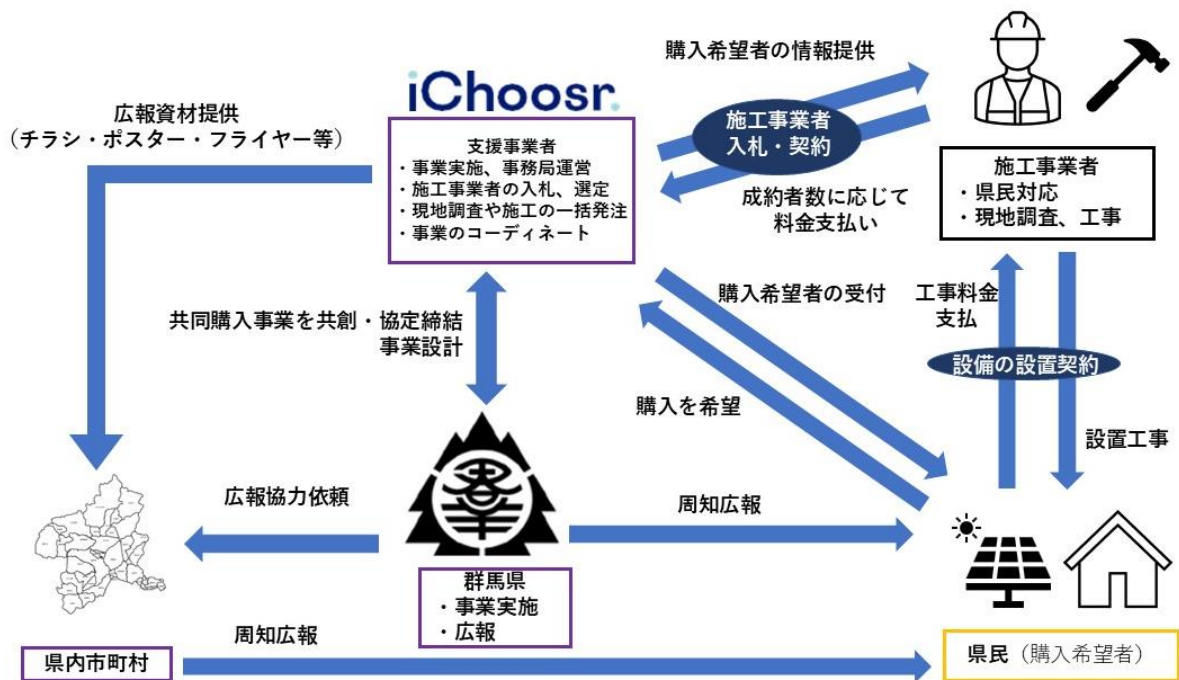 購入希望者の情報提供
iChoosr.
広報資材提供
（チラシ・ポスター・フライヤー等）
施工事業者
入札・契約
支援事業者
・事業実施、事務局運営
・施工事業者の入札、選定
・現地調査や施工の一括発注
・事業のコーディネート
成約者数に応じて
料金支払い
施工事業者
・県民対応
・現地調査、工事
購入希望者の受付
工事料金
支払
共同購入事業を共創・協定締結
事業設計
設備の設置契約
購入を希望
設置工事
広報協力依頼
周知広報
群馬県
・事業実施
・広報
周知広報
県内市町村
県民（購入希望者）